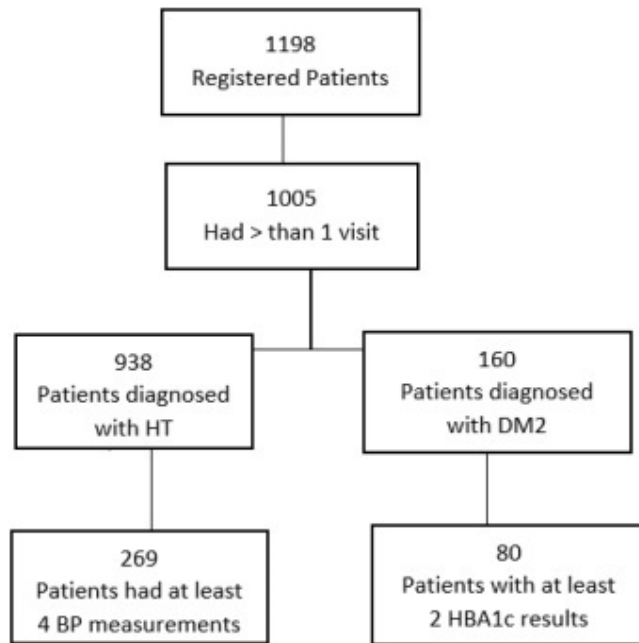 1198
Registered Patients
1005
Had > than 1 visit
938
Patients diagnosed
with HT
160
Patients diagnosed
with DM2
269
Patients had at least
4 BP measurements
80
Patients with at least
2 HBA1c results